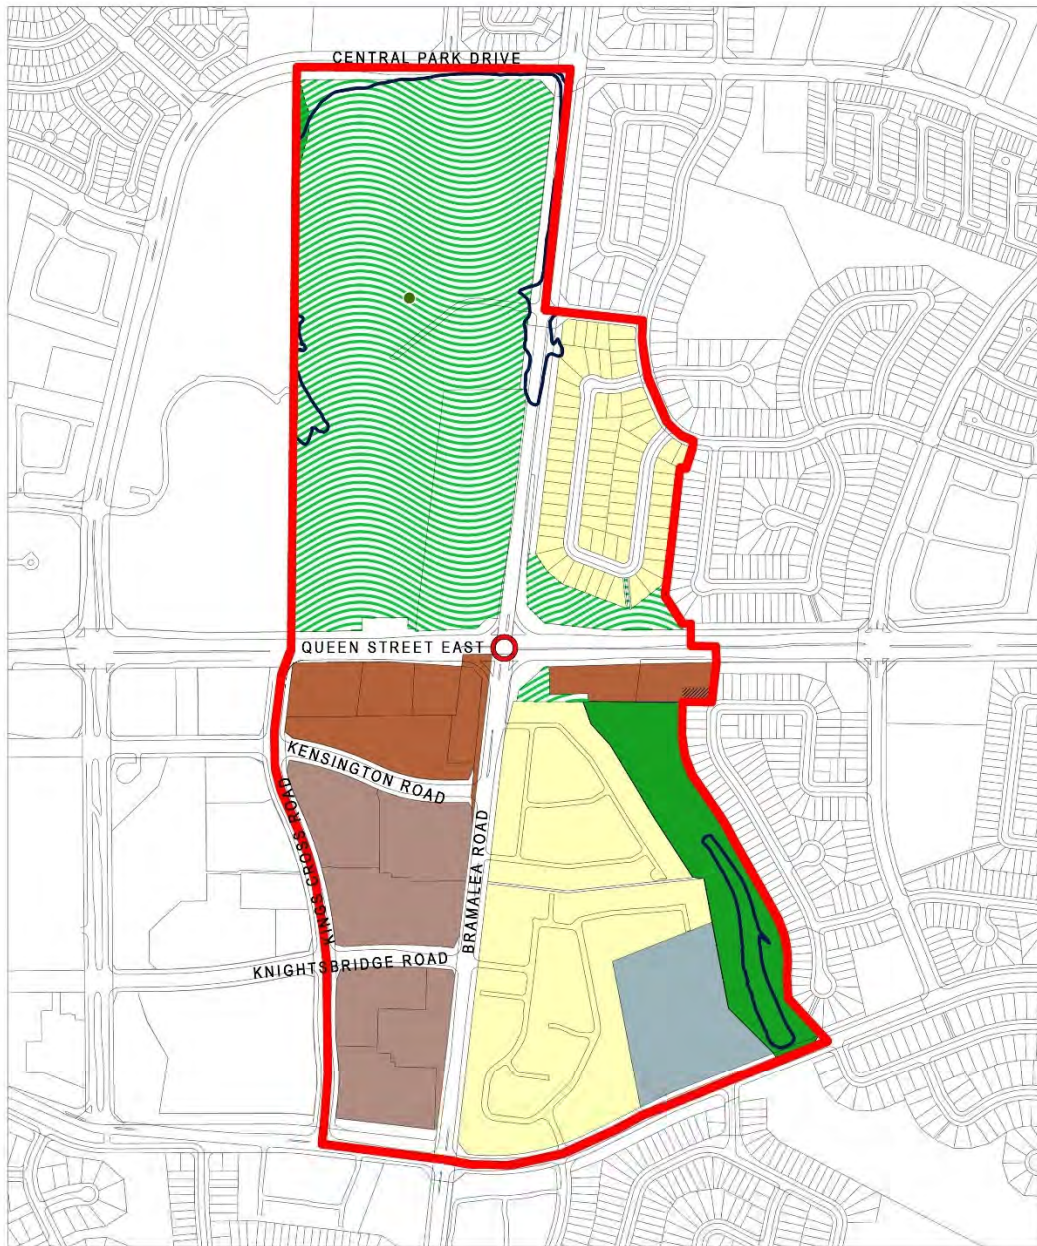 CENTRAL PARK DRIVE
QUEEN STREET EAST
KENSINGTON ROAD
KINGS CROSS ROAD
BRAMALEA ROAD
KNIGHTSBRIDGE ROAD